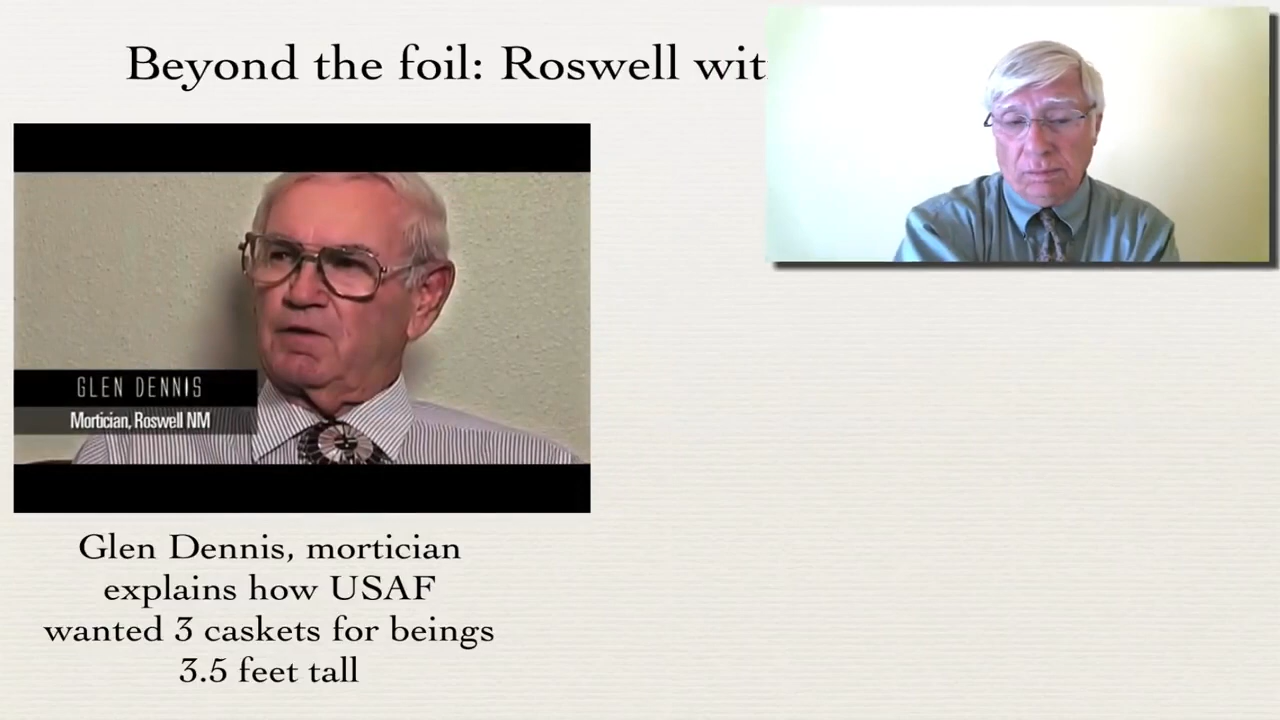 Beyond the foil: Roswell wit
GLEN DENNIS
Mortician, Roswell NM
Glen Dennis, mortician
explains how USAF
wanted 3 caskets for beings
3.5 feet tall